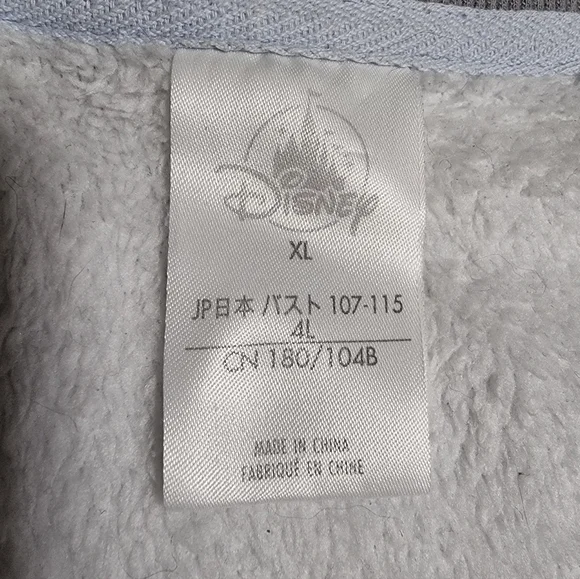 Disney
XL
JP日本 バスト 107-115
4L
CN 180/104B
MADE IN CHINA
FABRIQUÉ EN CHINE